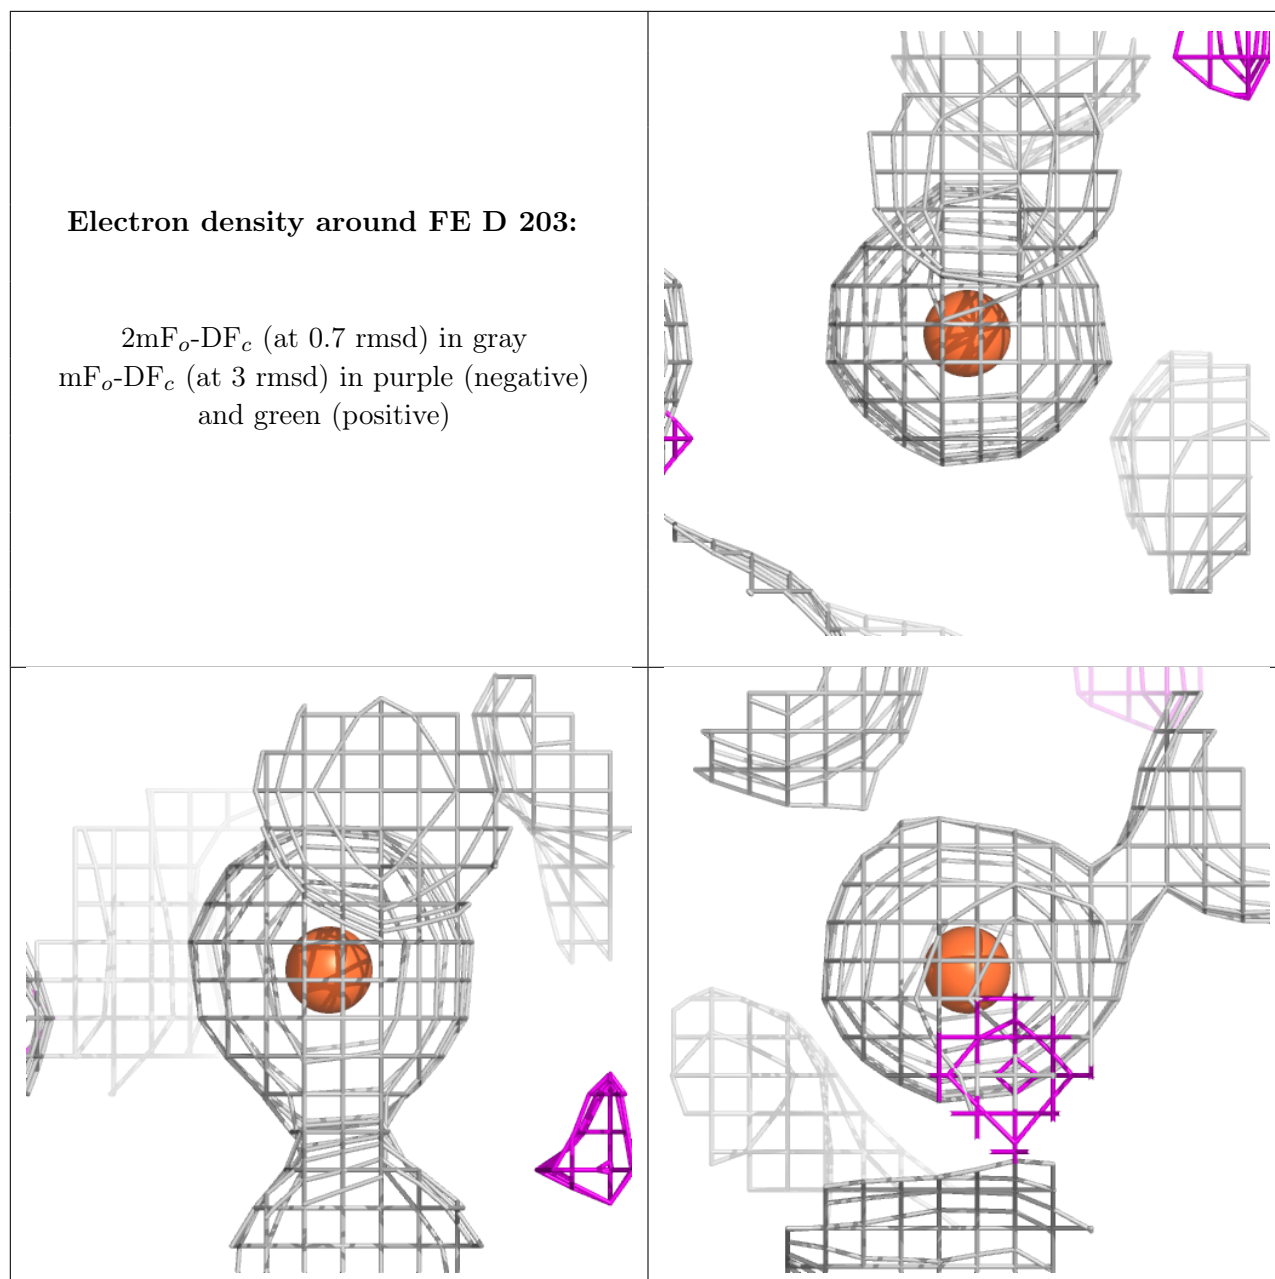 Electron density around FE D 203:
2mFₒ-DF𝒸 (at 0.7 rmsd) in gray
mFₒ-DF𝒸 (at 3 rmsd) in purple (negative)
and green (positive)